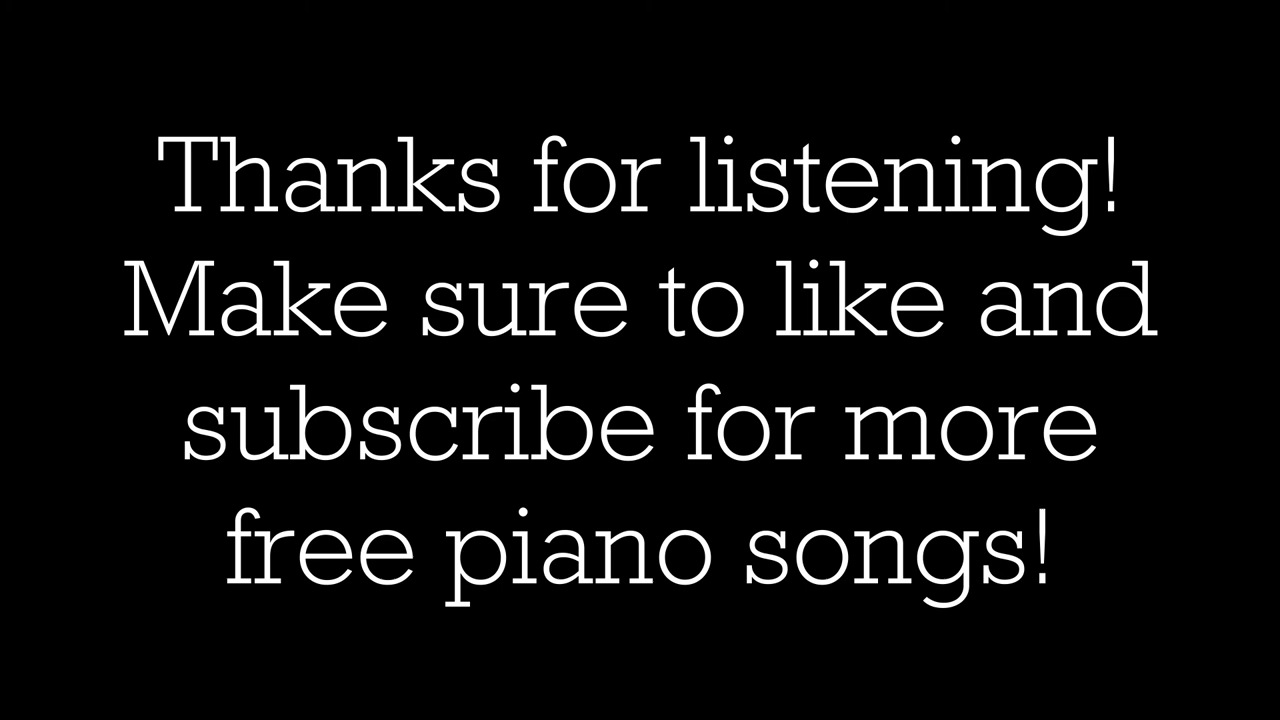 Thanks for listening!
Make sure to like and
subscribe for more
free piano songs!